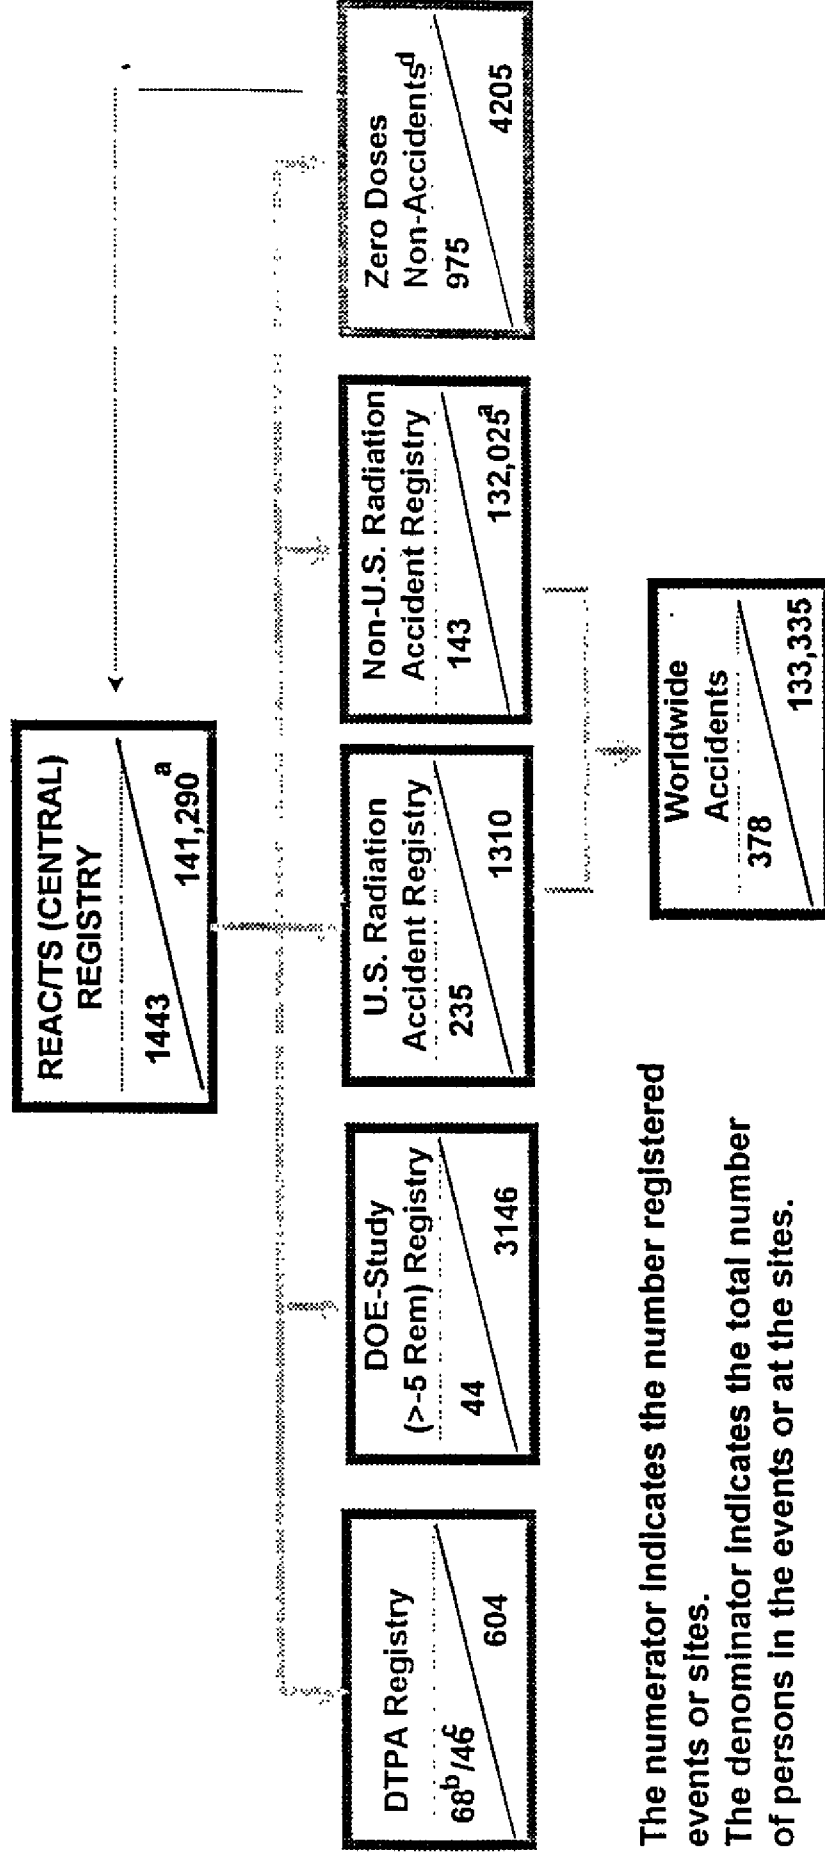 REAC/TS (CENTRAL)
REGISTRY
1443
141,290 a
DTPA Registry
68b/46c
604
DOE-Study
(>-5 Rem) Registry
44
3146
U.S. Radiation
Accident Registry
235
1310
Non-U.S. Radiation
Accident Registry
143
132,025a
Zero Doses
Non-Accidentsd
975
4205
Worldwide
Accidents
378
133,335
The numerator indicates the number registered
events or sites.
The denominator indicates the total number
of persons in the events or at the sites.